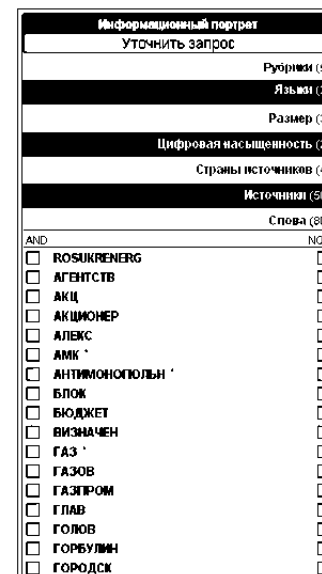 Информационный портрет
Уточнить запрос
Рубрики
Языки
Размер
Цифровая насыщенность
Страны источников
Источники
Слова
AND
ROSUKRENERG
АГЕНТСТВ
АКЦ
АКЦИОНЕР
АЛЕКС
АМК *
АНТИМОНОПОЛЬН *
БЛОК
БЮДЖЕТ
ВИЗНАЧЕН
ГАЗ *
ГАЗОВ
ГАЗПРОМ
ГЛАВ
ГОЛОВ
ГОРБУЛИН
ГОРОДСК